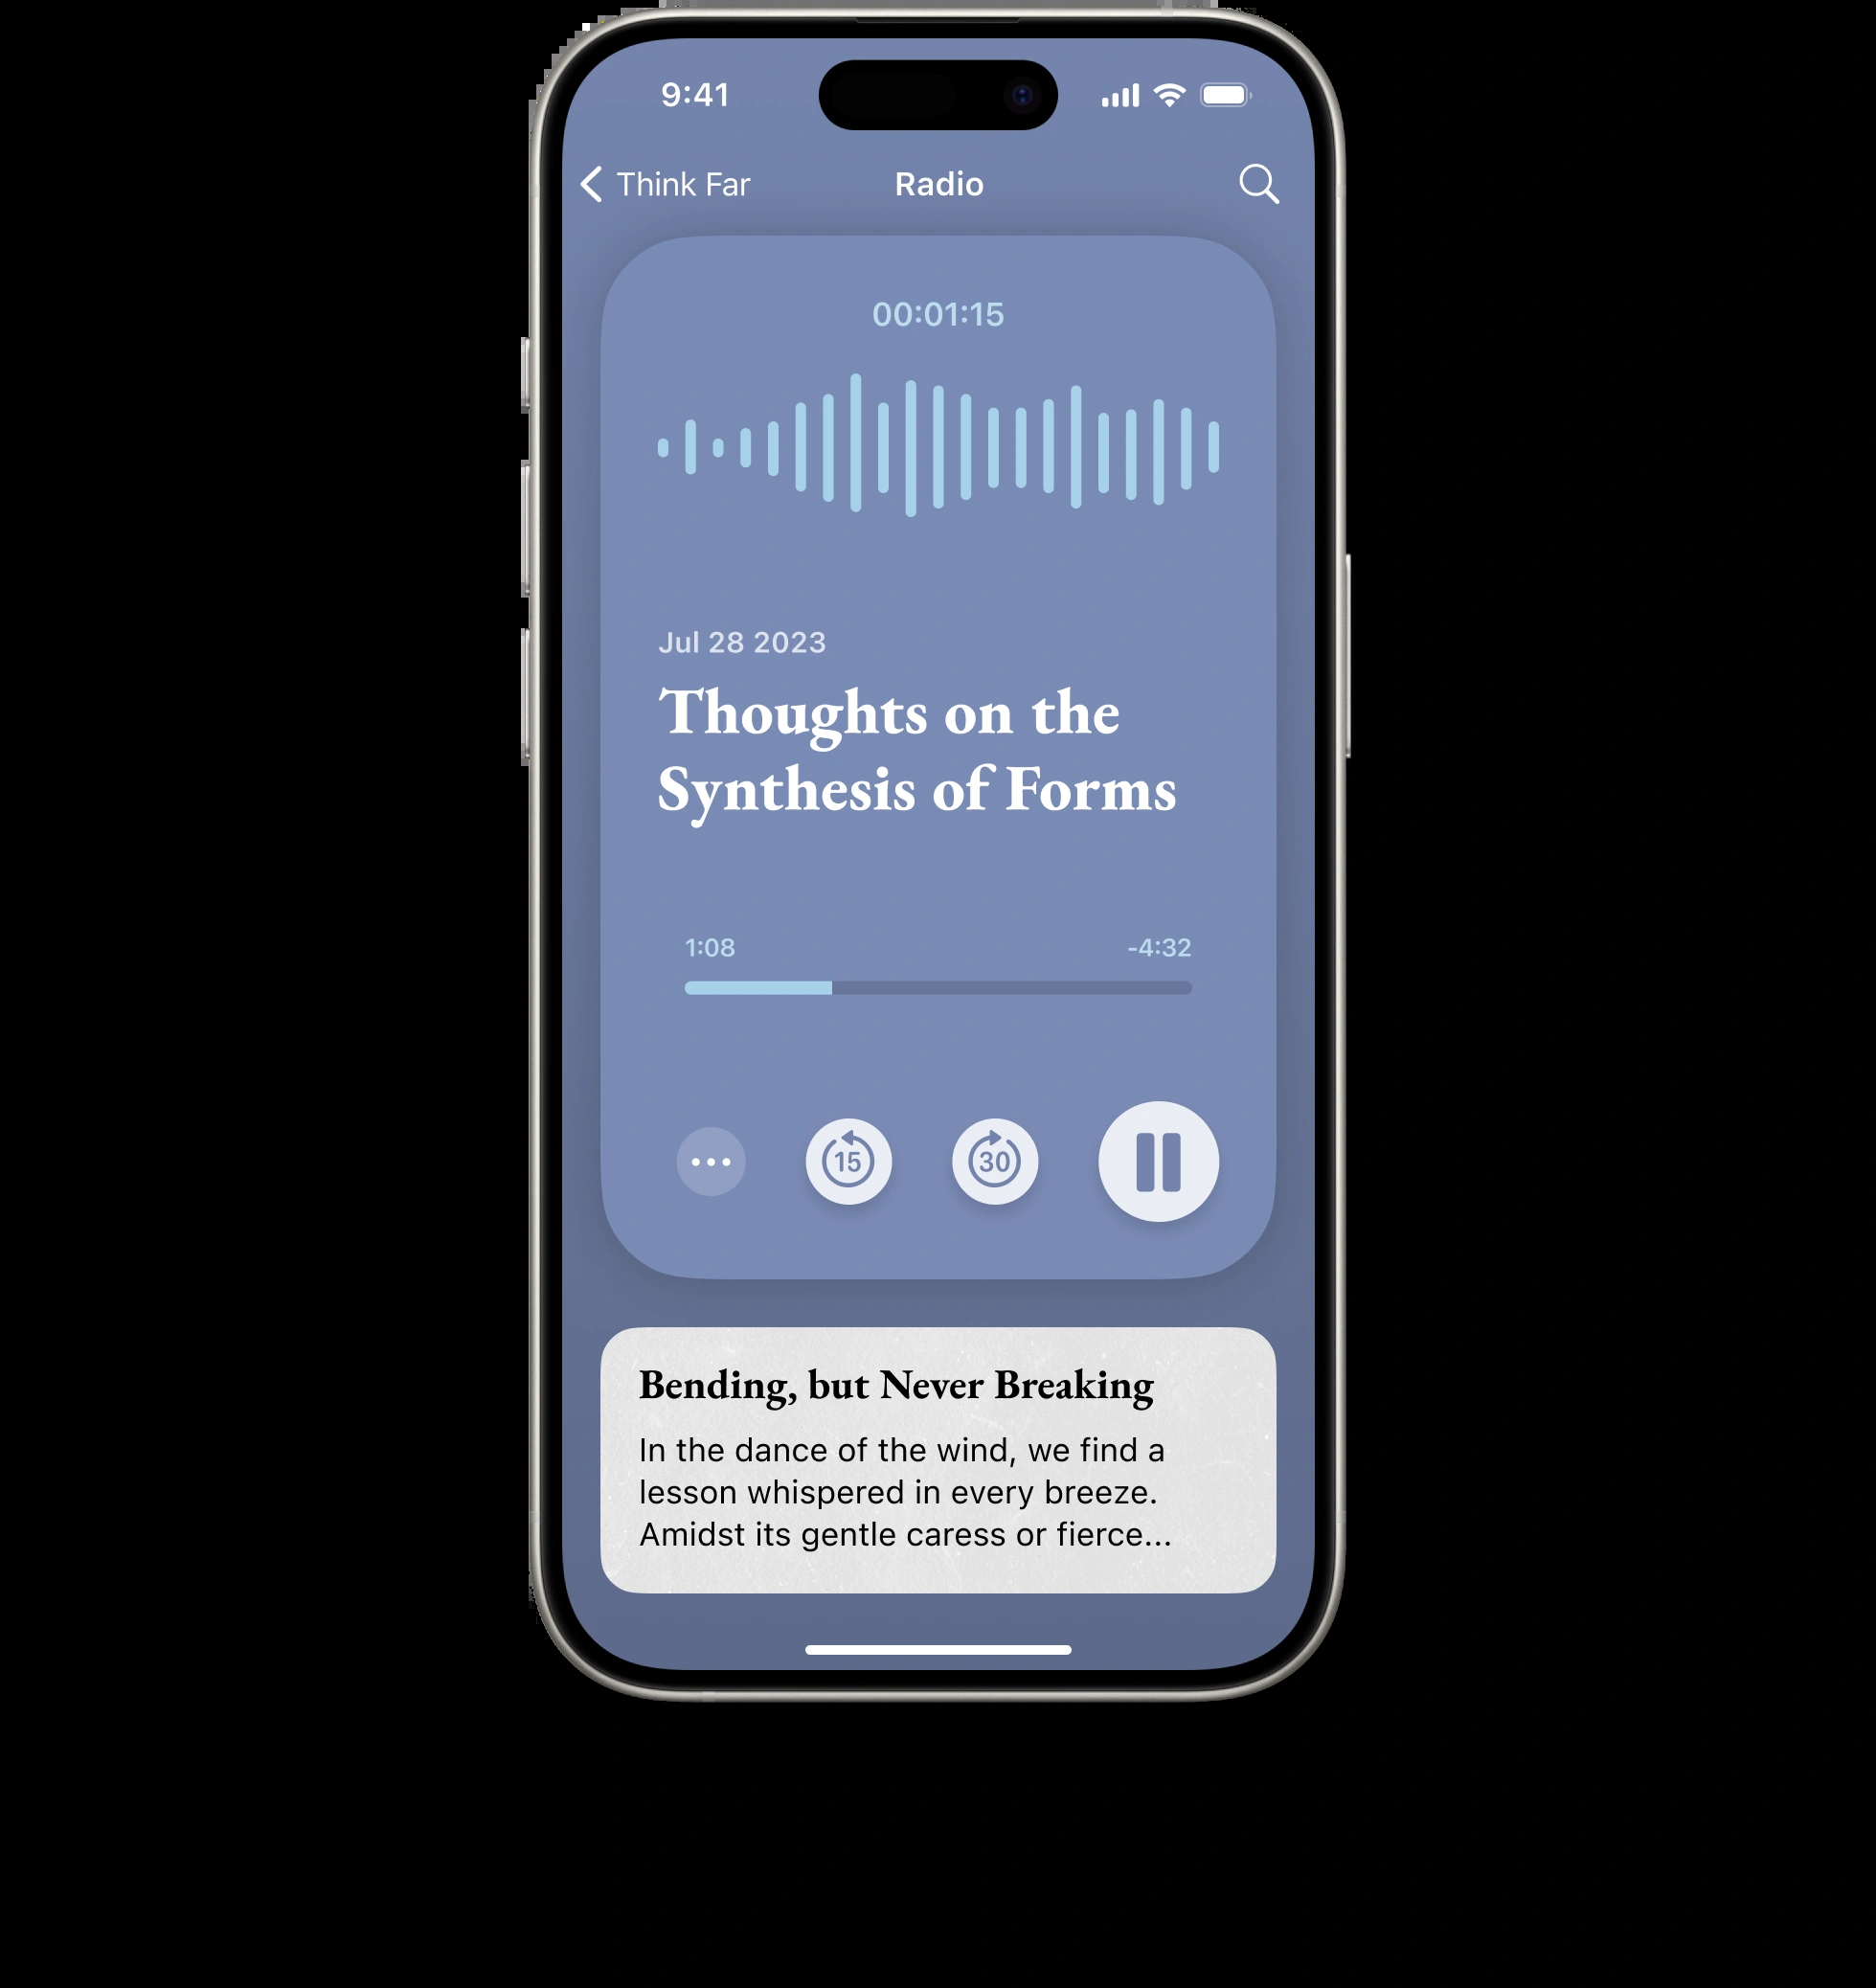 9:41
Think Far
Radio
00:01:15
Jul 28 2023
Thoughts on the
Synthesis of Forms
1:08
-4:32
15
30
Bending, but Never Breaking
In the dance of the wind, we find a
lesson whispered in every breeze.
Amidst its gentle caress or fierce...